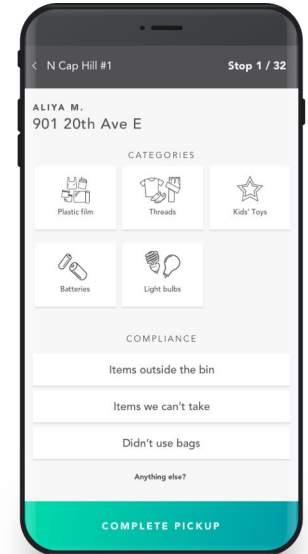 N Cap Hill #1 Stop 1 / 32
ALIYA M.
901 20th Ave E
CATEGORIES
Plastic film Threads Kids' Toys
Batteries Light bulbs
COMPLIANCE
Items outside the bin
Items we can't take
Didn't use bags
Anything else?
COMPLETE PICKUP